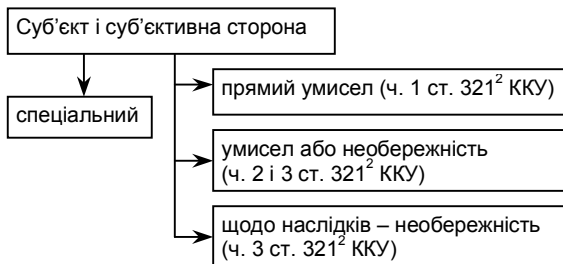 Суб’єкт і суб’єктивна сторона
спеціальний
прямий умисел (ч. 1 ст. 321² ККУ)
умисел або необережність
(ч. 2 і 3 ст. 321² ККУ)
щодо наслідків – необережність
(ч. 3 ст. 321² ККУ)